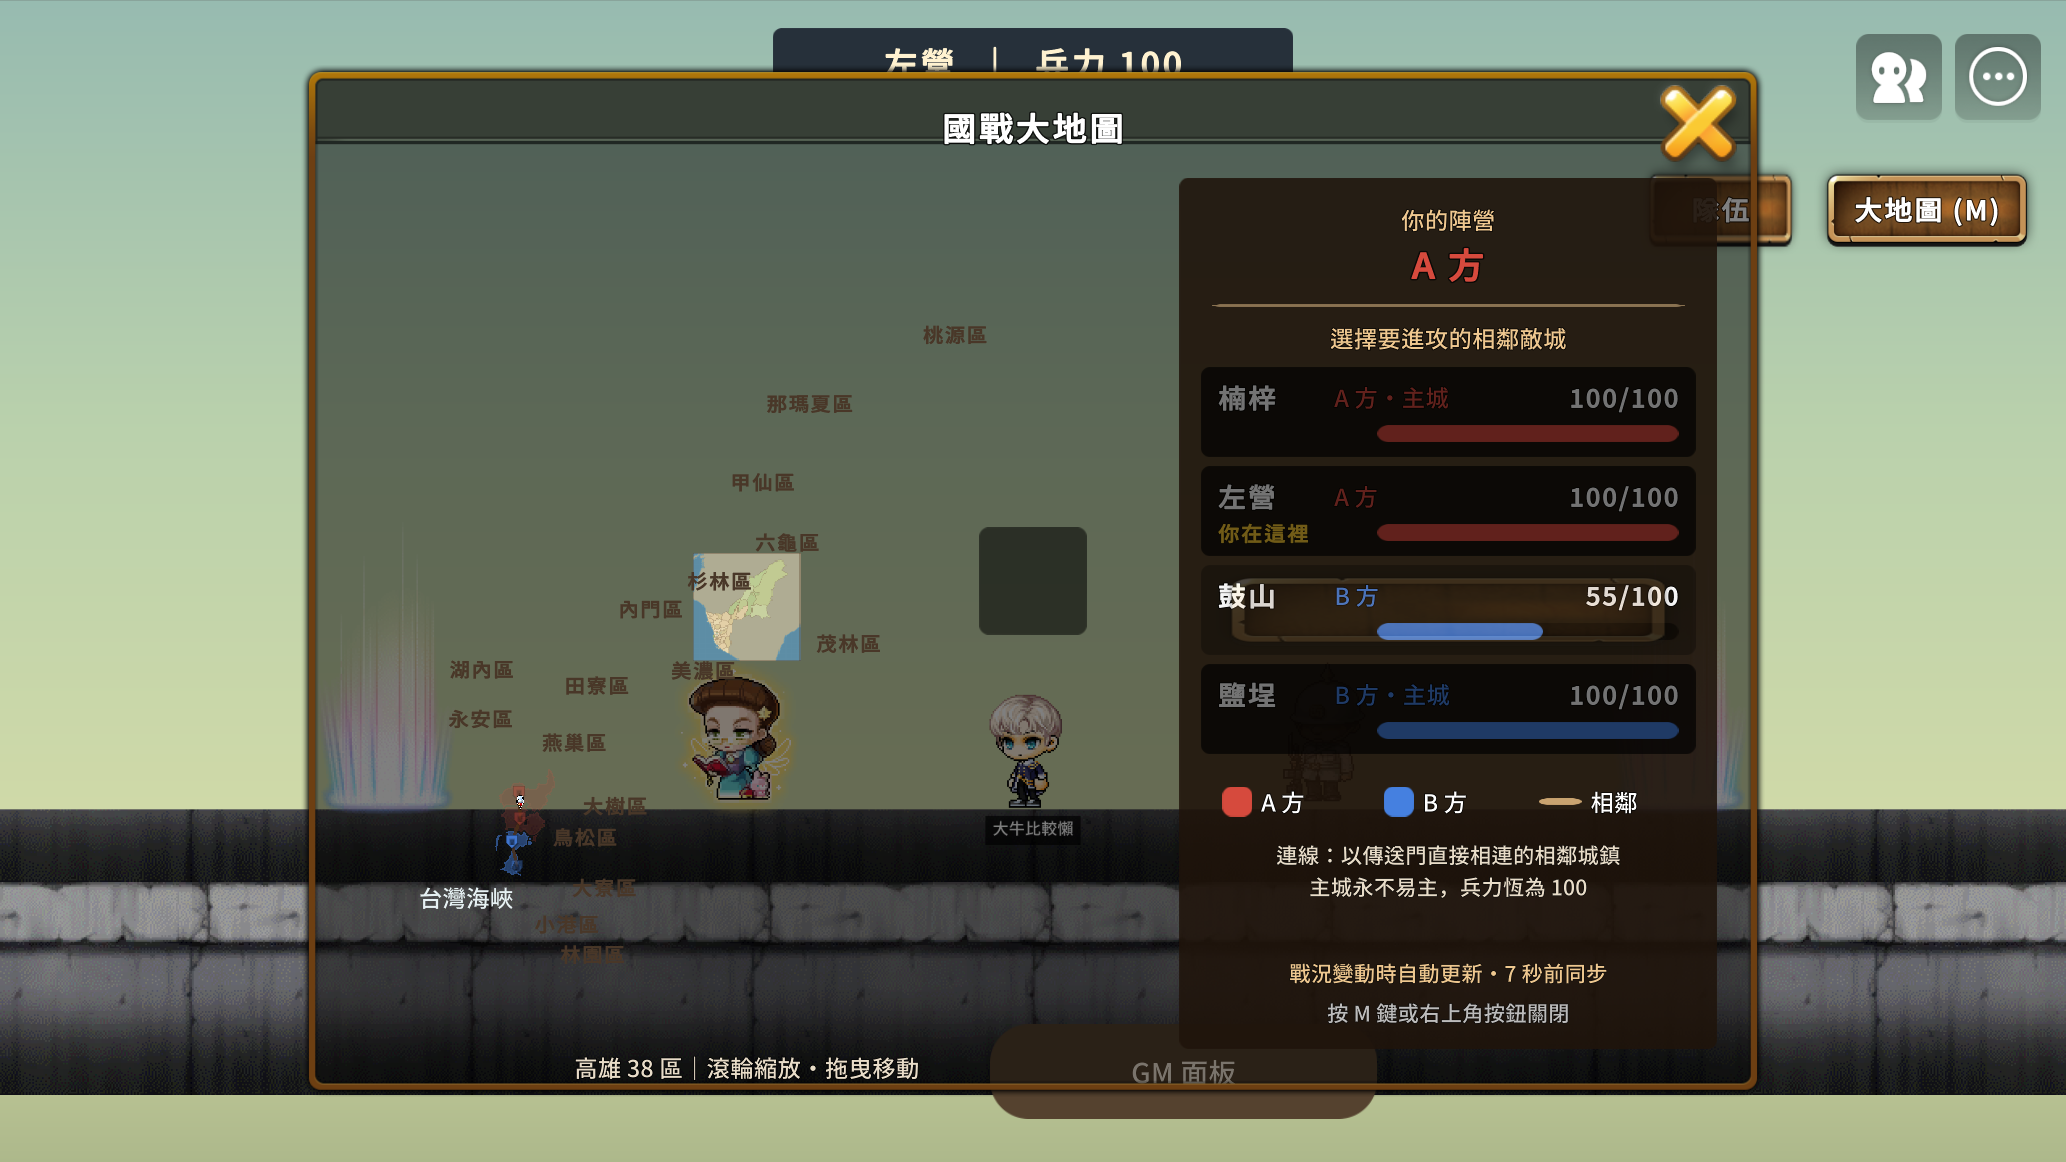 左營 ｜ 兵力 100
國戰大地圖
隊伍
大地圖 (M)
你的陣營
A 方
選擇要進攻的相鄰敵城
楠梓 A 方・主城 100/100
左營 A 方 100/100
你在這裡
鼓山 B 方 55/100
鹽埕 B 方・主城 100/100
A 方 B 方 相鄰
連線：以傳送門直接相連的相鄰城鎮
主城永不易主，兵力恆為 100
戰況變動時自動更新・7 秒前同步
按 M 鍵或右上角按鈕關閉
桃源區
那瑪夏區
甲仙區
六龜區
杉林區
內門區
茂林區
湖內區
田寮區
美濃區
永安區
燕巢區
大樹區
鳥松區
大牛比較懶
大寮區
台灣海峽
小港區
林園區
高雄 38 區｜滾輪縮放・拖曳移動
GM 面板